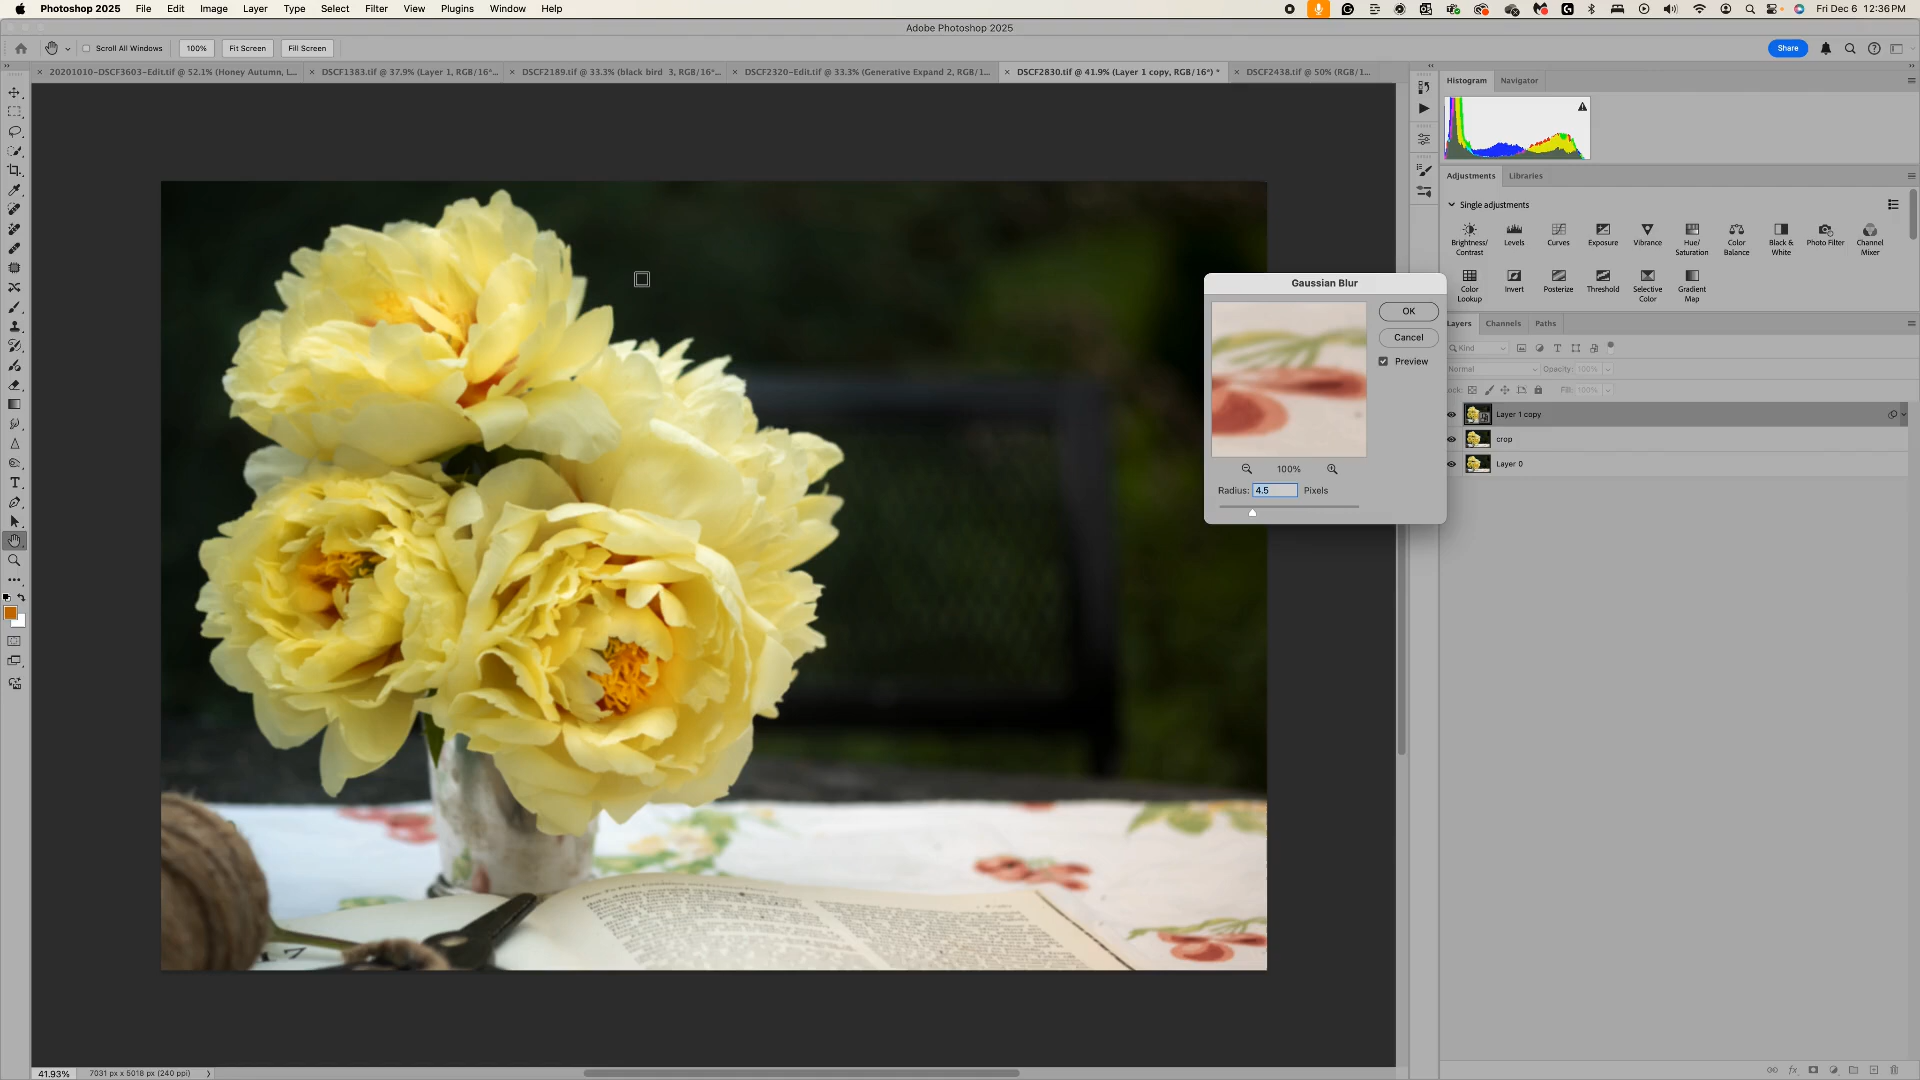 Photoshop 2025 File Edit Image Layer Type Select Filter View Plugins Window Help
Fri Dec 6 12:36 PM
Adobe Photoshop 2025
Scroll All Windows 100% Fit Screen Fill Screen
Share
20201010-DSCF3603-Edit.tif @ 52.1% (Honey Autumn, L...
DSCF1383.tif @ 37.9% (Layer 1, RGB/16*...
DSCF2189.tif @ 33.3% (black bird 3, RGB/16*...
DSCF2320-Edit.tif @ 33.3% (Generative Expand 2, RGB/1...
DSCF2830.tif @ 41.9% (Layer 1 copy, RGB/16*) *
DSCF2438.tif @ 50% (RGB/1...
Histogram Navigator
Adjustments Libraries
Single adjustments
Brightness/
Contrast
Levels
Curves
Exposure
Vibrance
Hue/
Saturation
Color
Balance
Black &
White
Photo Filter
Channel
Mixer
Color
Lookup
Invert
Posterize
Threshold
Selective
Color
Gradient
Map
Gaussian Blur
OK
Cancel
Preview
100%
Radius: 4.5 Pixels
Layers Channels Paths
Kind
Normal Opacity: 100%
ock: Fill: 100%
Layer 1 copy
crop
Layer 0
41.93% 7031 px x 5018 px (240 ppi)